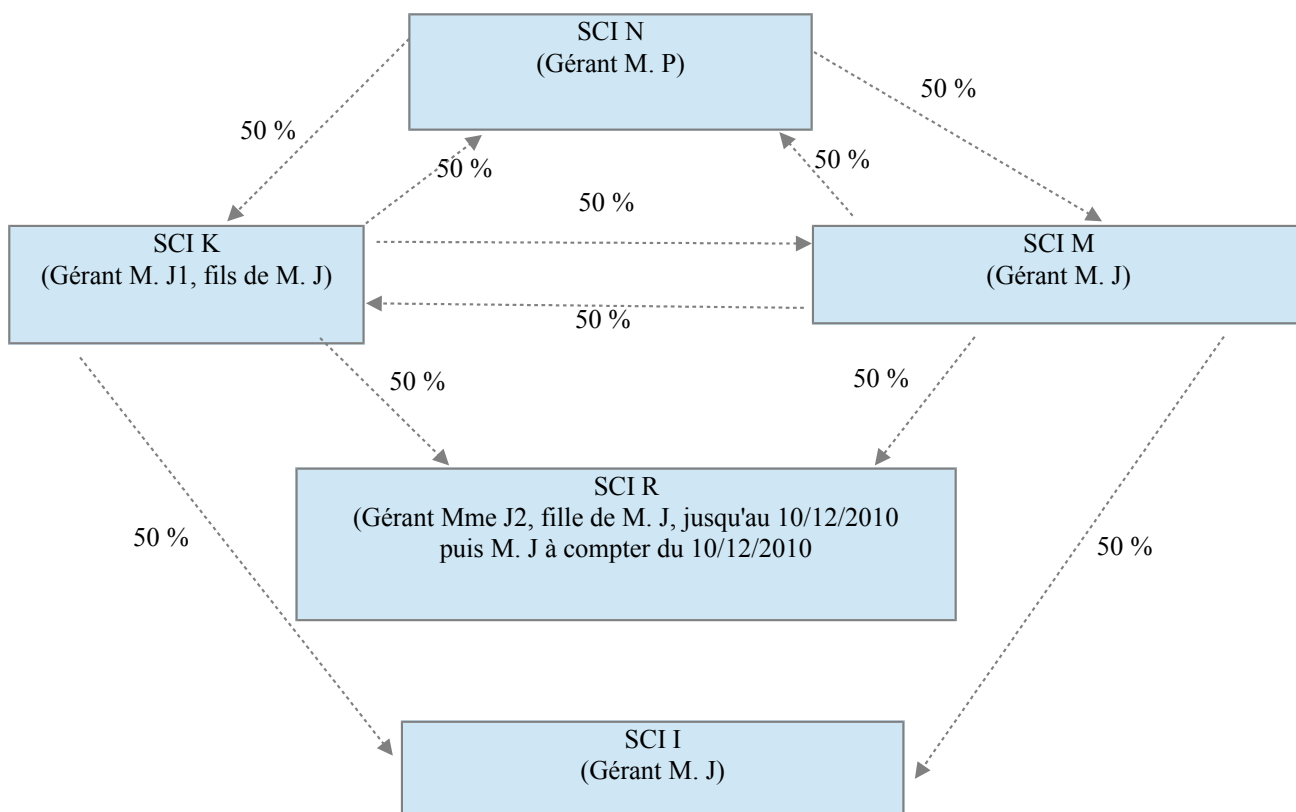 SCI N
(Gérant M. P)
50 %
50 %
50 %
50 %
50 %
SCI K
(Gérant M. J1, fils de M. J)
SCI M
(Gérant M. J)
50 %
50 %
50 %
SCI R
(Gérant Mme J2, fille de M. J, jusqu'au 10/12/2010
puis M. J à compter du 10/12/2010
50 %
50 %
SCI I
(Gérant M. J)